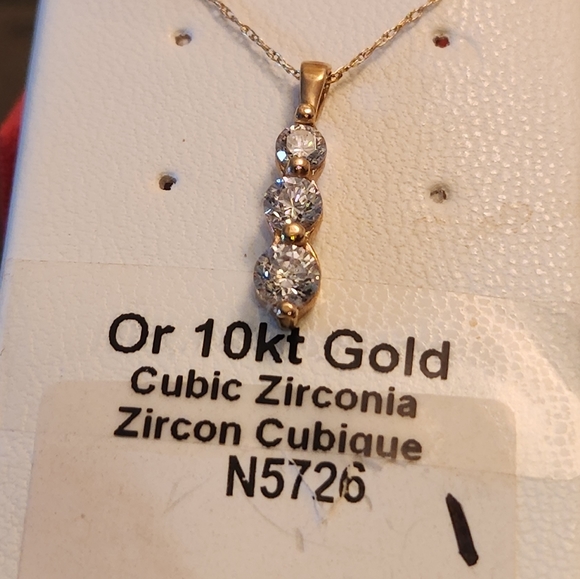 Or 10kt Gold
Cubic Zirconia
Zircon Cubique
N5726